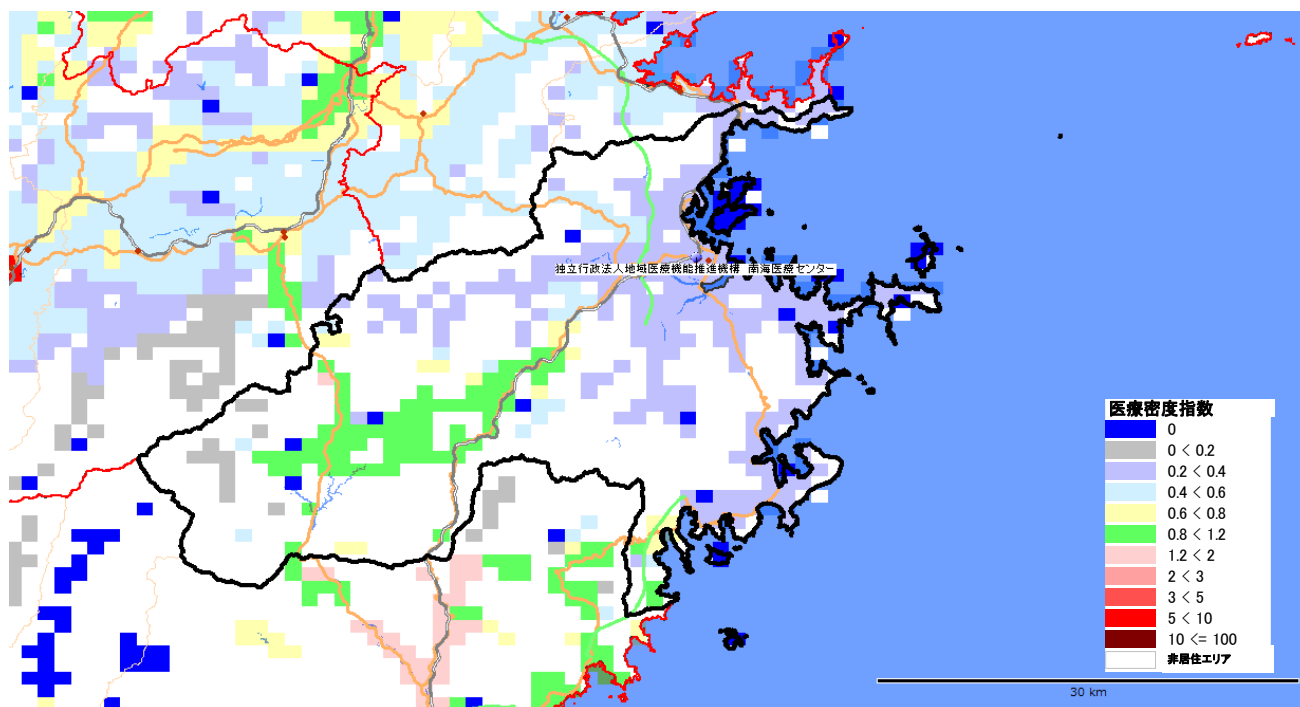 独立行政法人地域医療機能推進機構 南海医療センター
医療密度指数
0
0 < 0.2
0.2 < 0.4
0.4 < 0.6
0.6 < 0.8
0.8 < 1.2
1.2 < 2
2 < 3
3 < 5
5 < 10
10 <= 100
非居住エリア
30 km